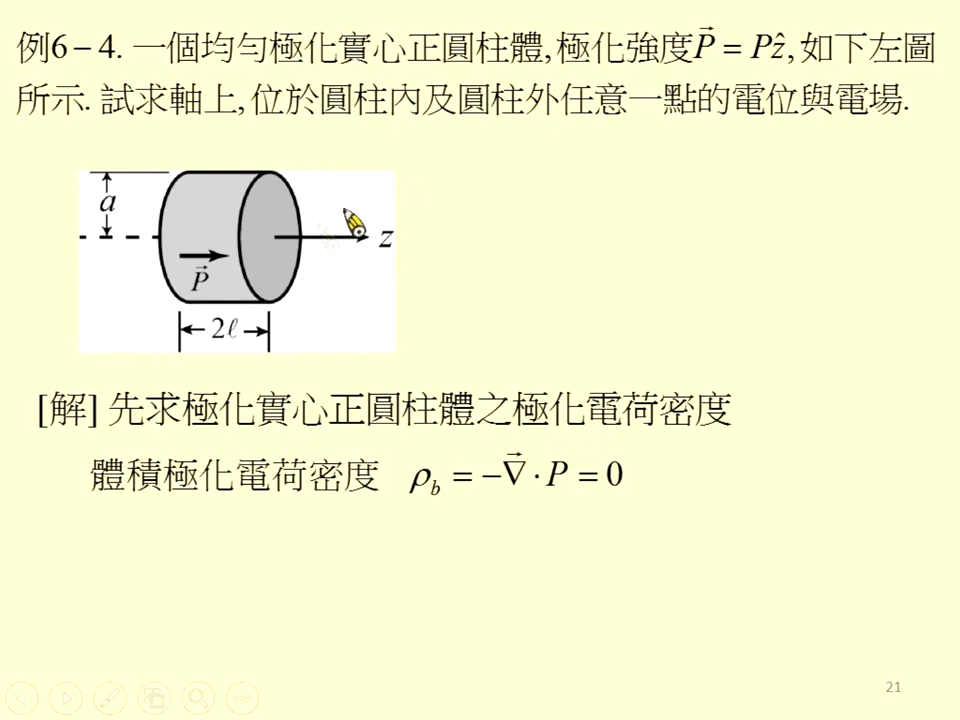 例6－4. 一個均勻極化實心正圓柱體, 極化強度P⃗ = Pẑ, 如下左圖
所示. 試求軸上, 位於圓柱內及圓柱外任意一點的電位與電場.
a
z
P⃗
2ℓ
[解] 先求極化實心正圓柱體之極化電荷密度
體積極化電荷密度 ρb = −∇⃗ · P = 0
21